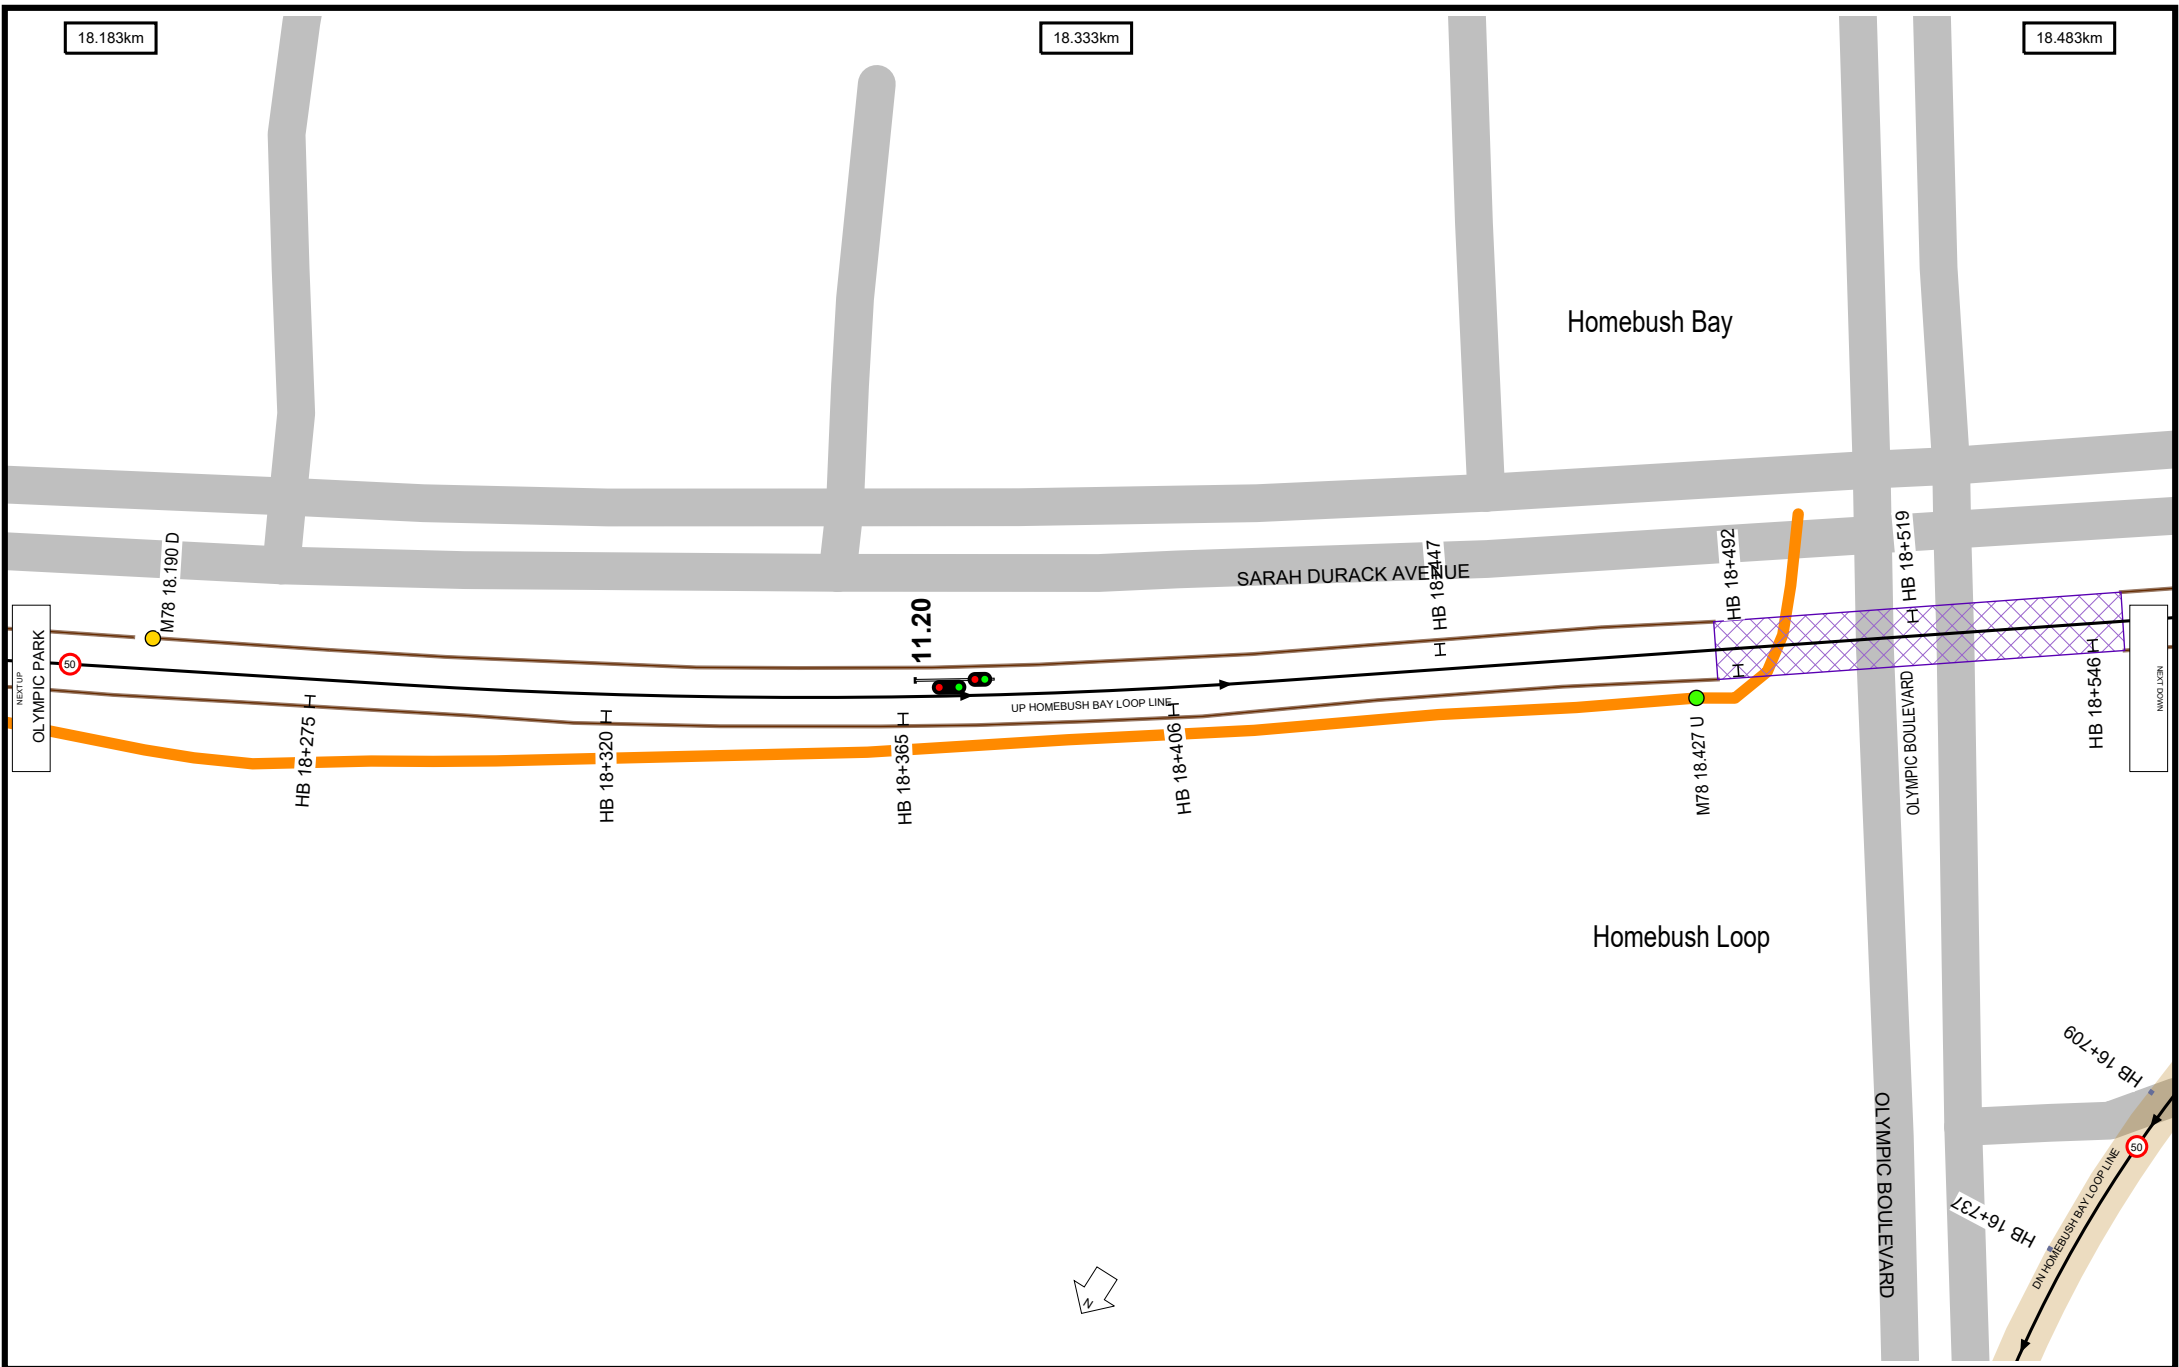 18.183km
18.333km
18.483km
Homebush Bay
M78 18.190 D
SARAH DURACK AVENUE
HB 18+447
HB 18+492
HB 18+519
NEXT UP
OLYMPIC PARK
50
11.20
UP HOMEBUSH BAY LOOP LINE
HB 18+275
HB 18+320
HB 18+365
HB 18+406
M78 18.427 U
OLYMPIC BOULEVARD
HB 18+546
NEXT DOWN
Homebush Loop
HB 16+709
50
OLYMPIC BOULEVARD
HB 16+737
DN HOMEBUSH BAY LOOP LINE
N